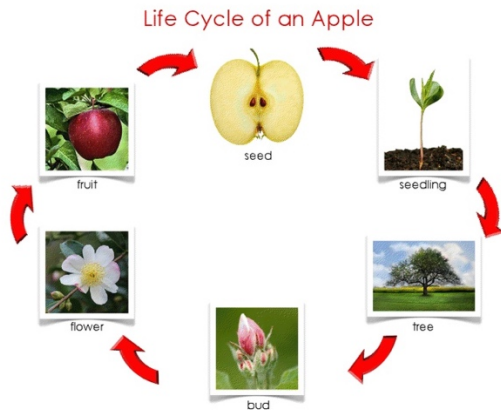 Life Cycle of an Apple
seed
seedling
tree
bud
flower
fruit